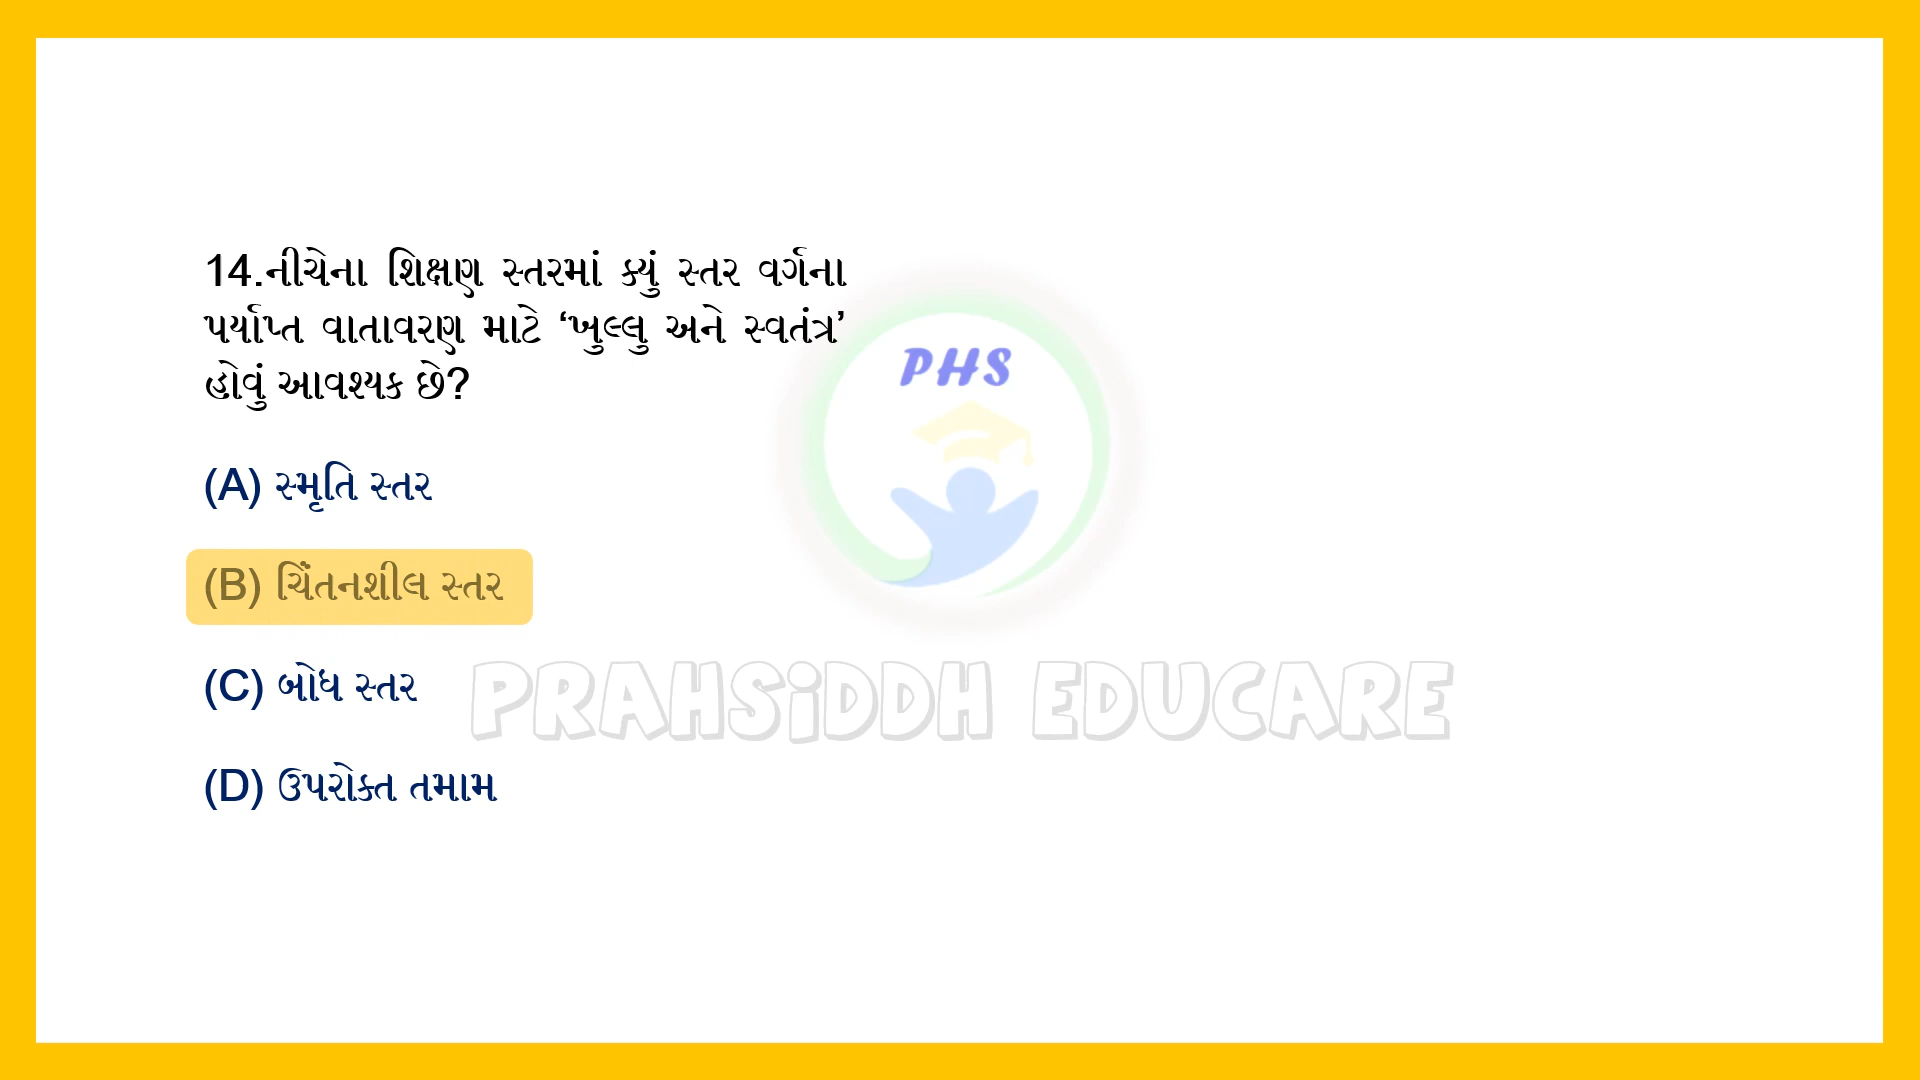 14.નીચેના શિક્ષણ સ્તરમાં ક્યું સ્તર વર્ગના
પર્યાપ્ત વાતાવરણ માટે ‘ખુલ્લુ અને સ્વતંત્ર’
હોવું આવશ્યક છે?
PHS
(A) સ્મૃતિ સ્તર
(B) ચિંતનશીલ સ્તર
(C) બોધ સ્તર
PRAHSiDDH EDUCARE
(D) ઉપરોક્ત તમામ